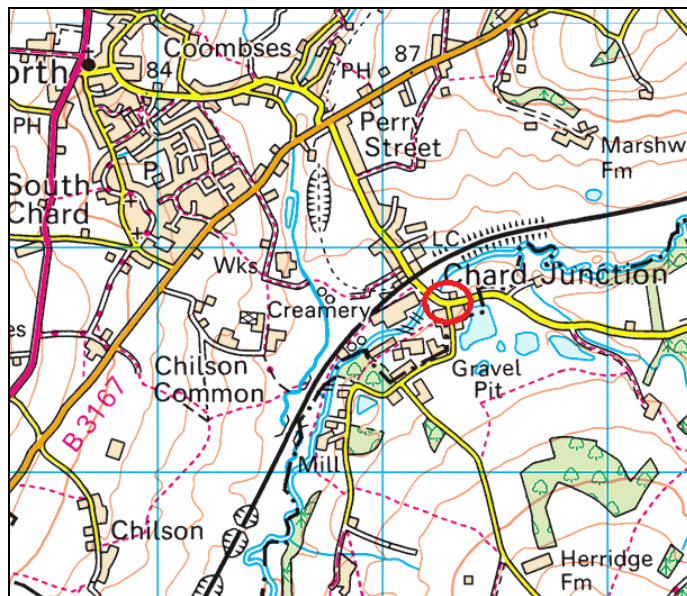 Coombses
orth
84
PH
87
PH
Perry
Street
Marshw
Fm
P
South
Chard
LC
Wks
Chard Junction
Creamery
es
Chilson
Common
Gravel
Pit
B 3167
Mill
Chilson
Herridge
Fm